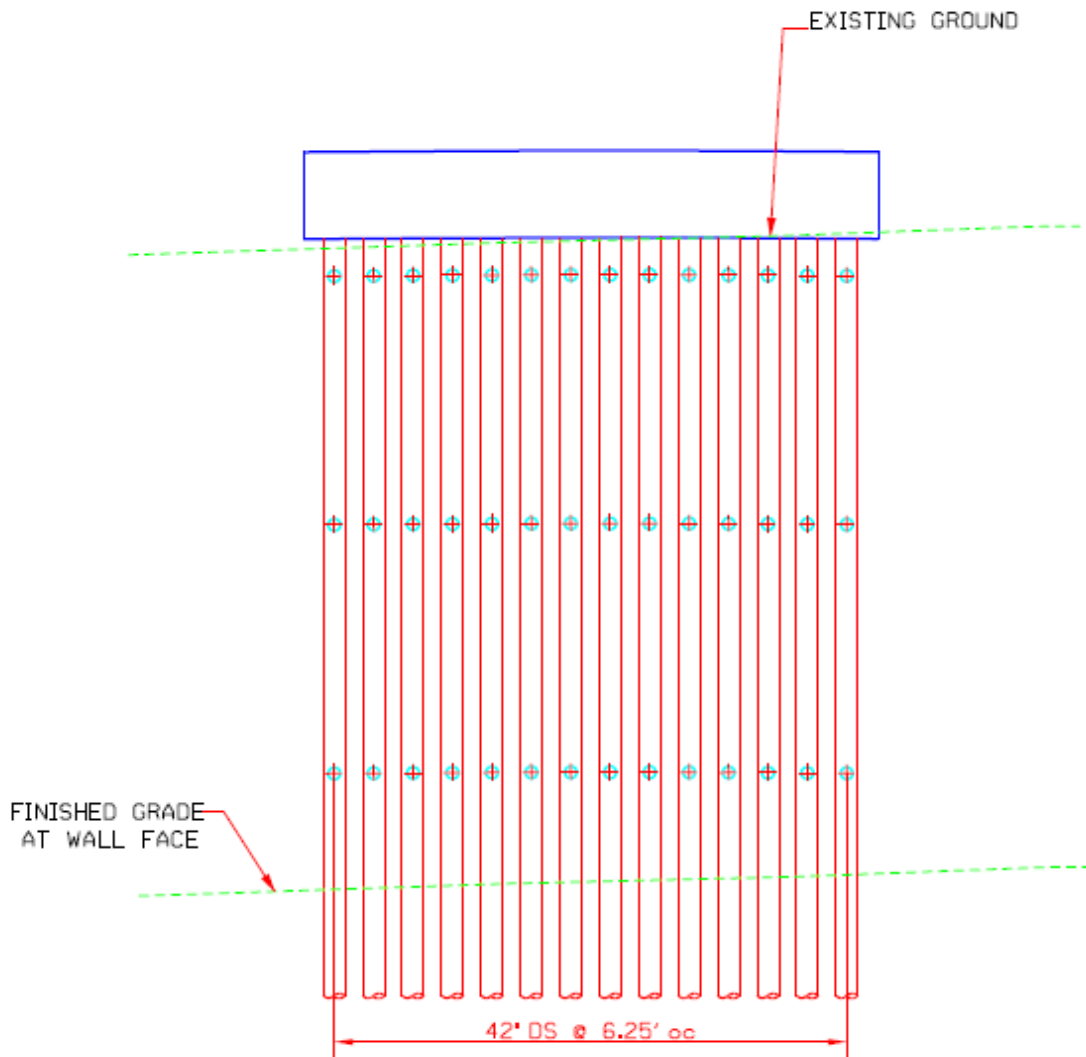 EXISTING GROUND
FINISHED GRADE
AT WALL FACE
42" DS @ 6.25' oc